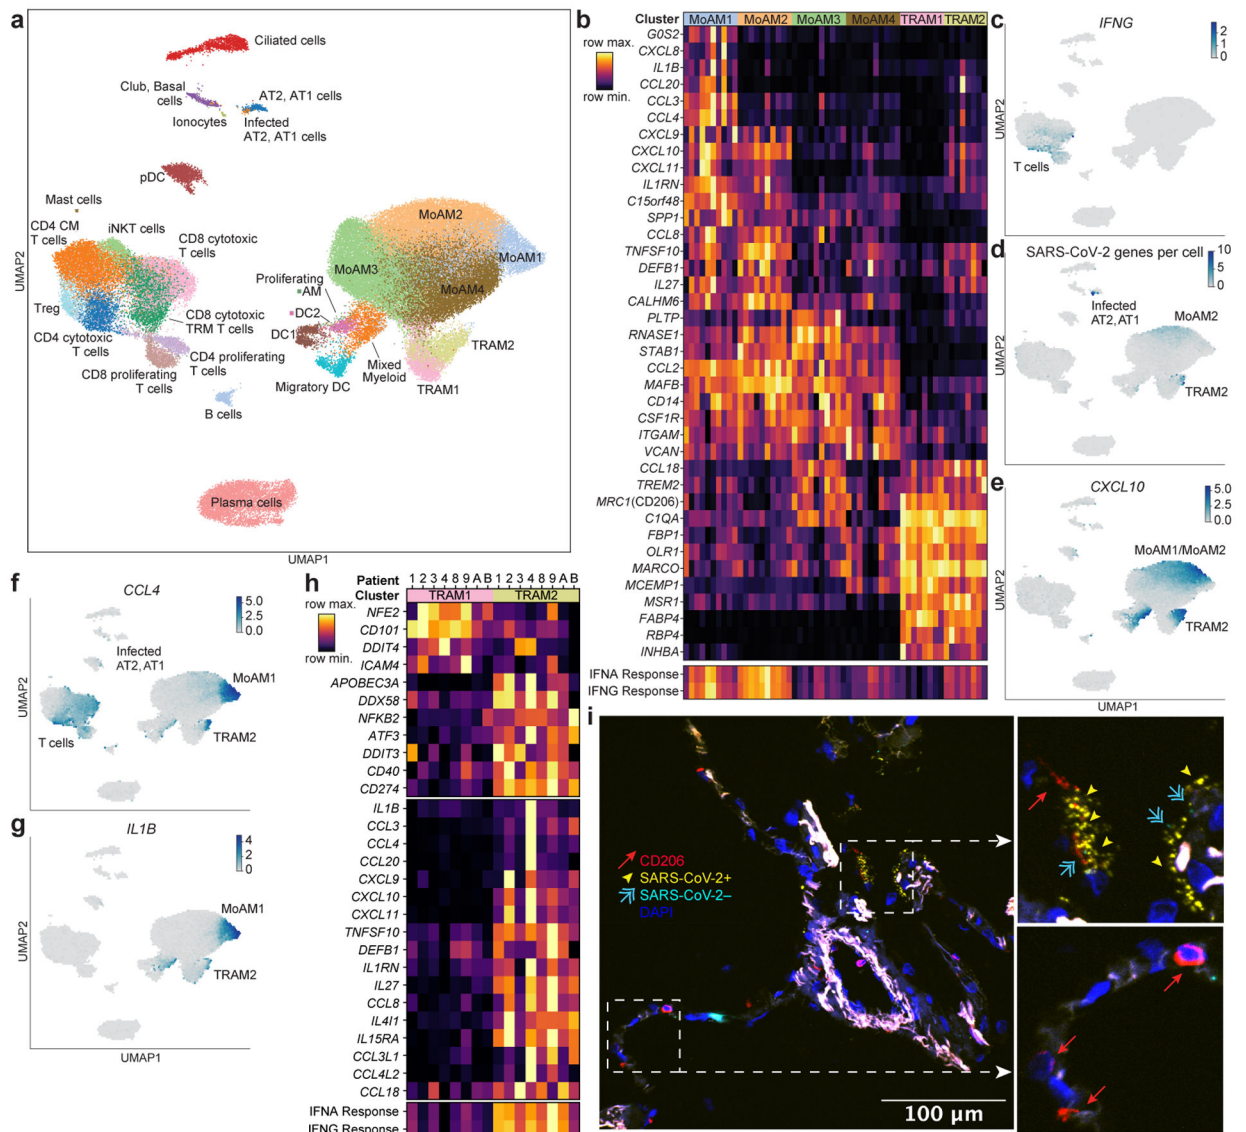 a
Ciliated cells
Club, Basal
cells
AT2, AT1 cells
Ionocytes
Infected
AT2, AT1 cells
pDC
Mast cells
CD4 CM
T cells
iNKT cells
CD8 cytotoxic
T cells
MoAM2
MoAM1
MoAM3
MoAM4
Proliferating
AM
Treg
DC2
DC1
CD8 cytotoxic
TRM T cells
CD4 cytotoxic
T cells
CD4 proliferating
T cells
CD8 proliferating
T cells
Mixed
Myeloid
TRAM2
Migratory DC
TRAM1
B cells
Plasma cells
UMAP2
UMAP1
b
Cluster MoAM1 MoAM2 MoAM3 MoAM4 TRAM1 TRAM2
row max.
row min.
G0S2
CXCL8
IL1B
CCL20
CCL3
CCL4
CXCL9
CXCL10
CXCL11
IL1RN
C15orf48
SPP1
CCL8
TNFSF10
DEFB1
IL27
CALHM6
PLTP
RNASE1
STAB1
CCL2
MAFB
CD14
CSF1R
ITGAM
VCAN
CCL18
TREM2
MRC1(CD206)
C1QA
FBP1
OLR1
MARCO
MCEMP1
MSR1
FABP4
RBP4
INHBA
IFNA Response
IFNG Response
c
IFNG
2
1
0
T cells
UMAP2
d
SARS-CoV-2 genes per cell
10
5
0
Infected
AT2, AT1
MoAM2
TRAM2
UMAP2
e
CXCL10
5.0
2.5
0.0
MoAM1/MoAM2
TRAM2
UMAP2
UMAP1
f
CCL4
5.0
2.5
0.0
Infected
AT2, AT1
MoAM1
T cells
TRAM2
UMAP2
g
IL1B
4
2
0
MoAM1
TRAM2
UMAP2
UMAP1
h
Patient 1 2 3 4 8 9 A B 1 2 3 4 8 9 A B
Cluster TRAM1 TRAM2
row max.
row min.
NFE2
CD101
DDIT4
ICAM4
APOBEC3A
DDX58
NFKB2
ATF3
DDIT3
CD40
CD274
IL1B
CCL3
CCL4
CCL20
CXCL9
CXCL10
CXCL11
TNFSF10
DEFB1
IL1RN
IL27
CCL8
IL4I1
IL15RA
CCL3L1
CCL4L2
CCL18
IFNA Response
IFNG Response
i
CD206
SARS-CoV-2+
SARS-CoV-2–
DAPI
100 μm